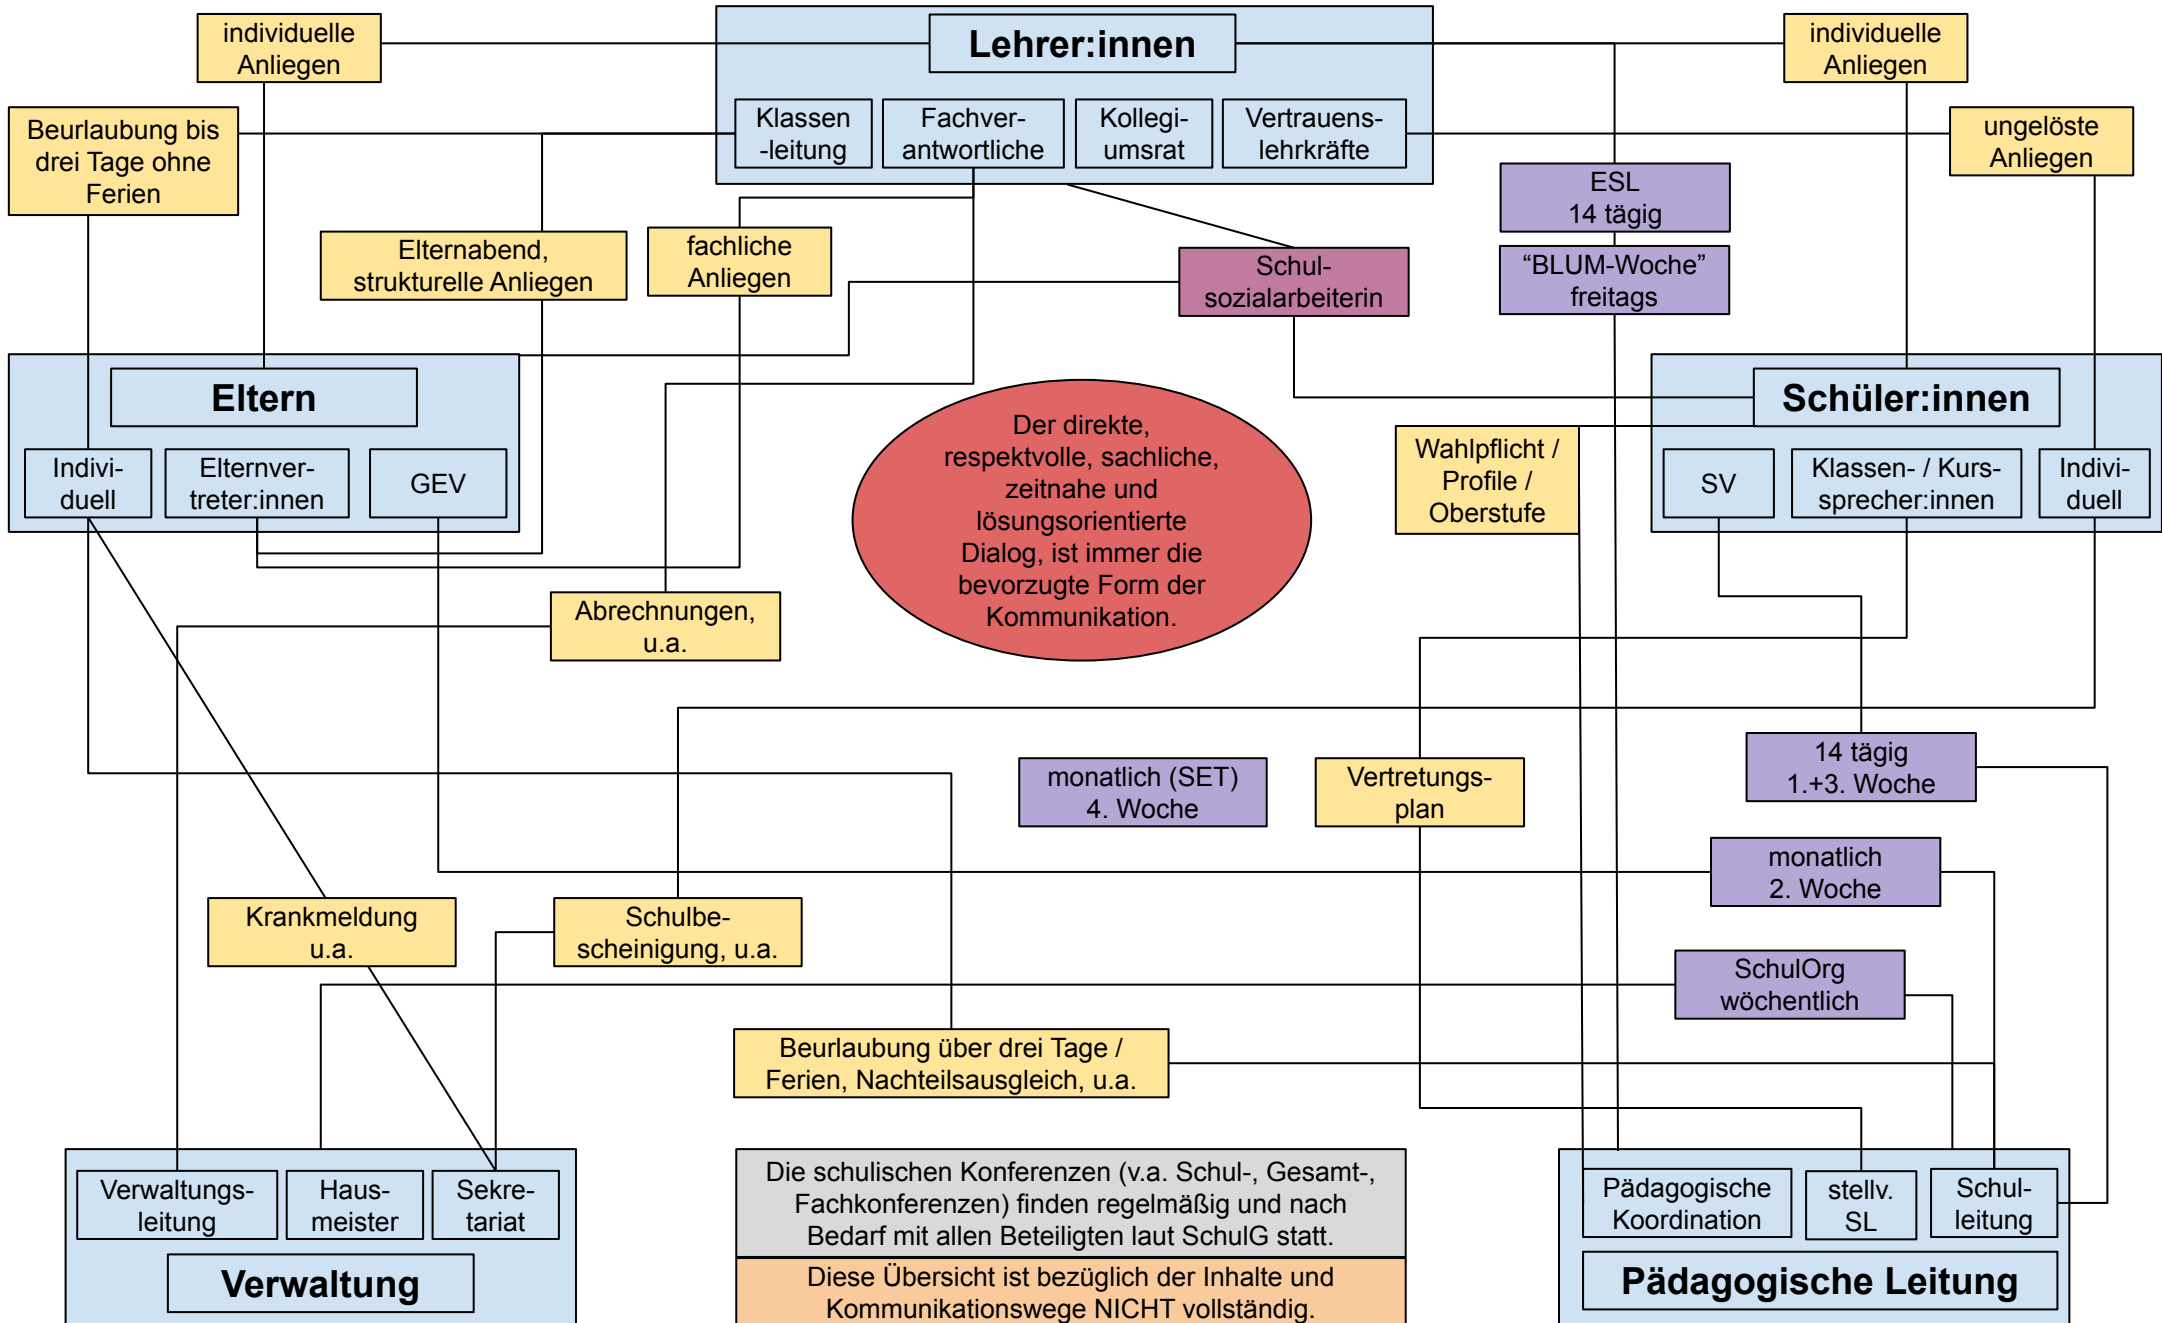 individuelle
Anliegen
Lehrer:innen
individuelle
Anliegen
Beurlaubung bis
drei Tage ohne
Ferien
Klassen
-leitung
Fachver-
antwortliche
Kollegi-
umsrat
Vertrauens-
lehrkräfte
ungelöste
Anliegen
ESL
14 tägig
Elternabend,
strukturelle Anliegen
fachliche
Anliegen
Schul-
sozialarbeiterin
“BLUM-Woche”
freitags
Eltern
Schüler:innen
Indivi-
duell
Elternver-
treter:innen
GEV
Der direkte,
respektvolle, sachliche,
zeitnahe und
lösungsorientierte
Dialog, ist immer die
bevorzugte Form der
Kommunikation.
Wahlpflicht /
Profile /
Oberstufe
SV
Klassen- / Kurs-
sprecher:innen
Indivi-
duell
Abrechnungen,
u.a.
monatlich (SET)
4. Woche
Vertretungs-
plan
14 tägig
1.+3. Woche
monatlich
2. Woche
Krankmeldung
u.a.
Schulbe-
scheinigung, u.a.
SchulOrg
wöchentlich
Beurlaubung über drei Tage /
Ferien, Nachteilsausgleich, u.a.
Verwaltungs-
leitung
Haus-
meister
Sekre-
tariat
Verwaltung
Die schulischen Konferenzen (v.a. Schul-, Gesamt-,
Fachkonferenzen) finden regelmäßig und nach
Bedarf mit allen Beteiligten laut SchulG statt.
Diese Übersicht ist bezüglich der Inhalte und
Kommunikationswege NICHT vollständig.
Pädagogische
Koordination
stellv.
SL
Schul-
leitung
Pädagogische Leitung